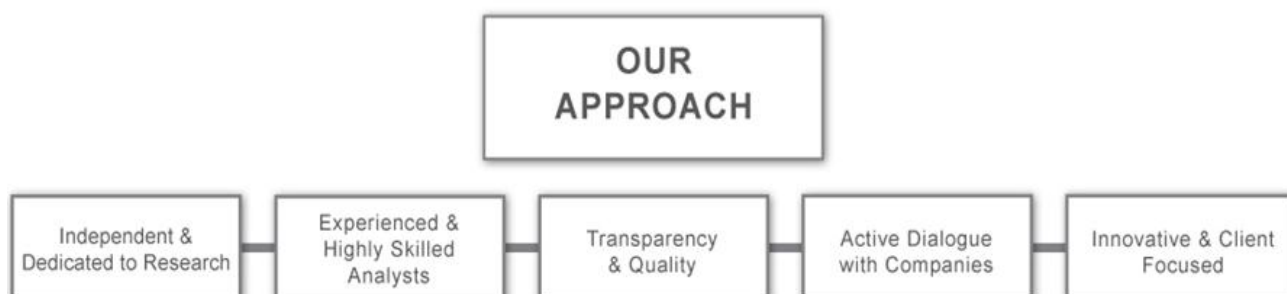 OUR
APPROACH
Independent &
Dedicated to Research
Experienced &
Highly Skilled
Analysts
Transparency
& Quality
Active Dialogue
with Companies
Innovative & Client
Focused